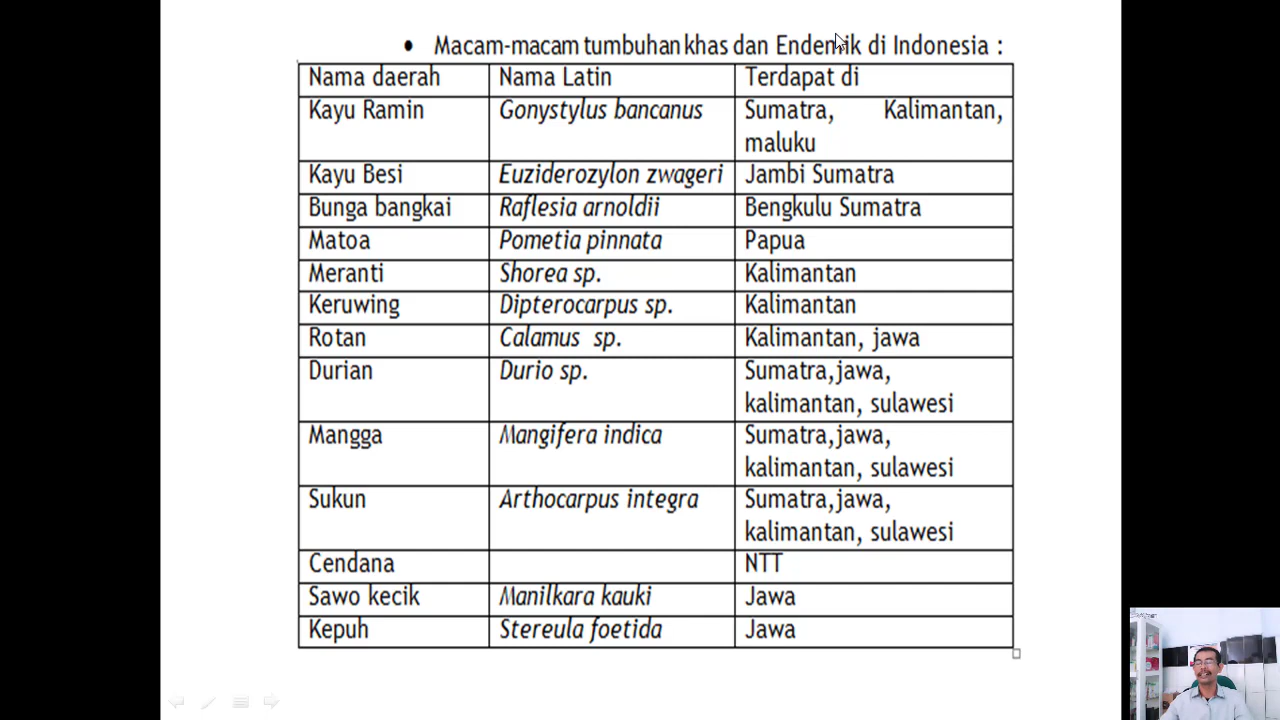 • Macam-macam tumbuhan khas dan Endemik di Indonesia :
Nama daerah Nama Latin Terdapat di
Kayu Ramin Gonystylus bancanus Sumatra, Kalimantan,
maluku
Kayu Besi Euziderozylon zwageri Jambi Sumatra
Bunga bangkai Raflesia arnoldii Bengkulu Sumatra
Matoa Pometia pinnata Papua
Meranti Shorea sp. Kalimantan
Keruwing Dipterocarpus sp. Kalimantan
Rotan Calamus sp. Kalimantan, jawa
Durian Durio sp. Sumatra,jawa,
kalimantan, sulawesi
Mangga Mangifera indica Sumatra,jawa,
kalimantan, sulawesi
Sukun Arthocarpus integra Sumatra,jawa,
kalimantan, sulawesi
Cendana NTT
Sawo kecik Manilkara kauki Jawa
Kepuh Stereula foetida Jawa